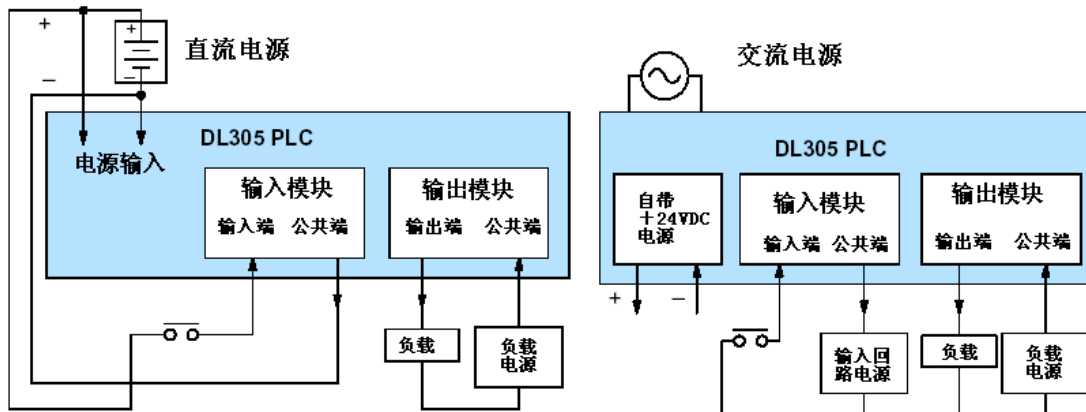 +
+
直流电源
−
−
DL305 PLC
电源输入
输入模块
输入端 公共端
输出模块
输出端 公共端
负载
负载
电源
交流电源
DL305 PLC
自带
+24VDC
电源
输入模块
输入端 公共端
输出模块
输出端 公共端
+
−
输入回
路电源
负载
负载
电源